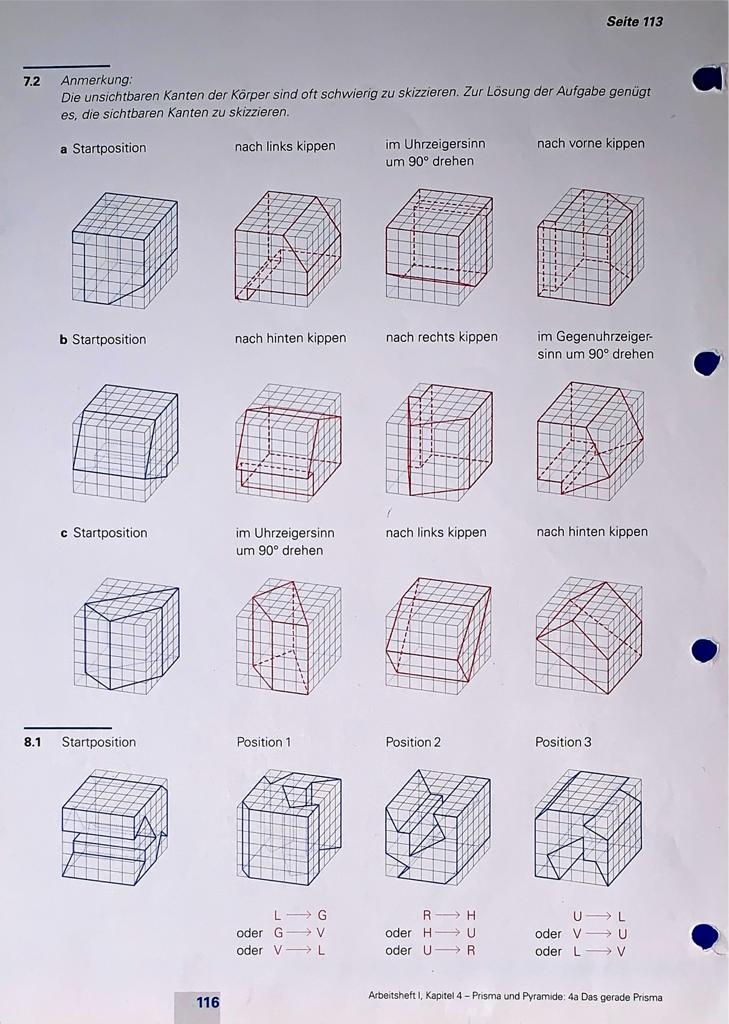 Seite 113
7.2 Anmerkung:
Die unsichtbaren Kanten der Körper sind oft schwierig zu skizzieren. Zur Lösung der Aufgabe genügt
es, die sichtbaren Kanten zu skizzieren.
a Startposition nach links kippen im Uhrzeigersinn um 90° drehen nach vorne kippen
b Startposition nach hinten kippen nach rechts kippen im Gegenuhrzeiger-
sinn um 90° drehen
c Startposition im Uhrzeigersinn um 90° drehen nach links kippen nach hinten kippen
8.1 Startposition Position 1 Position 2 Position 3
L → G R → H U → L
oder G → V oder H → U oder V → U
oder V → L oder U → R oder L → V
116 Arbeitsheft I, Kapitel 4 – Prisma und Pyramide: 4a Das gerade Prisma